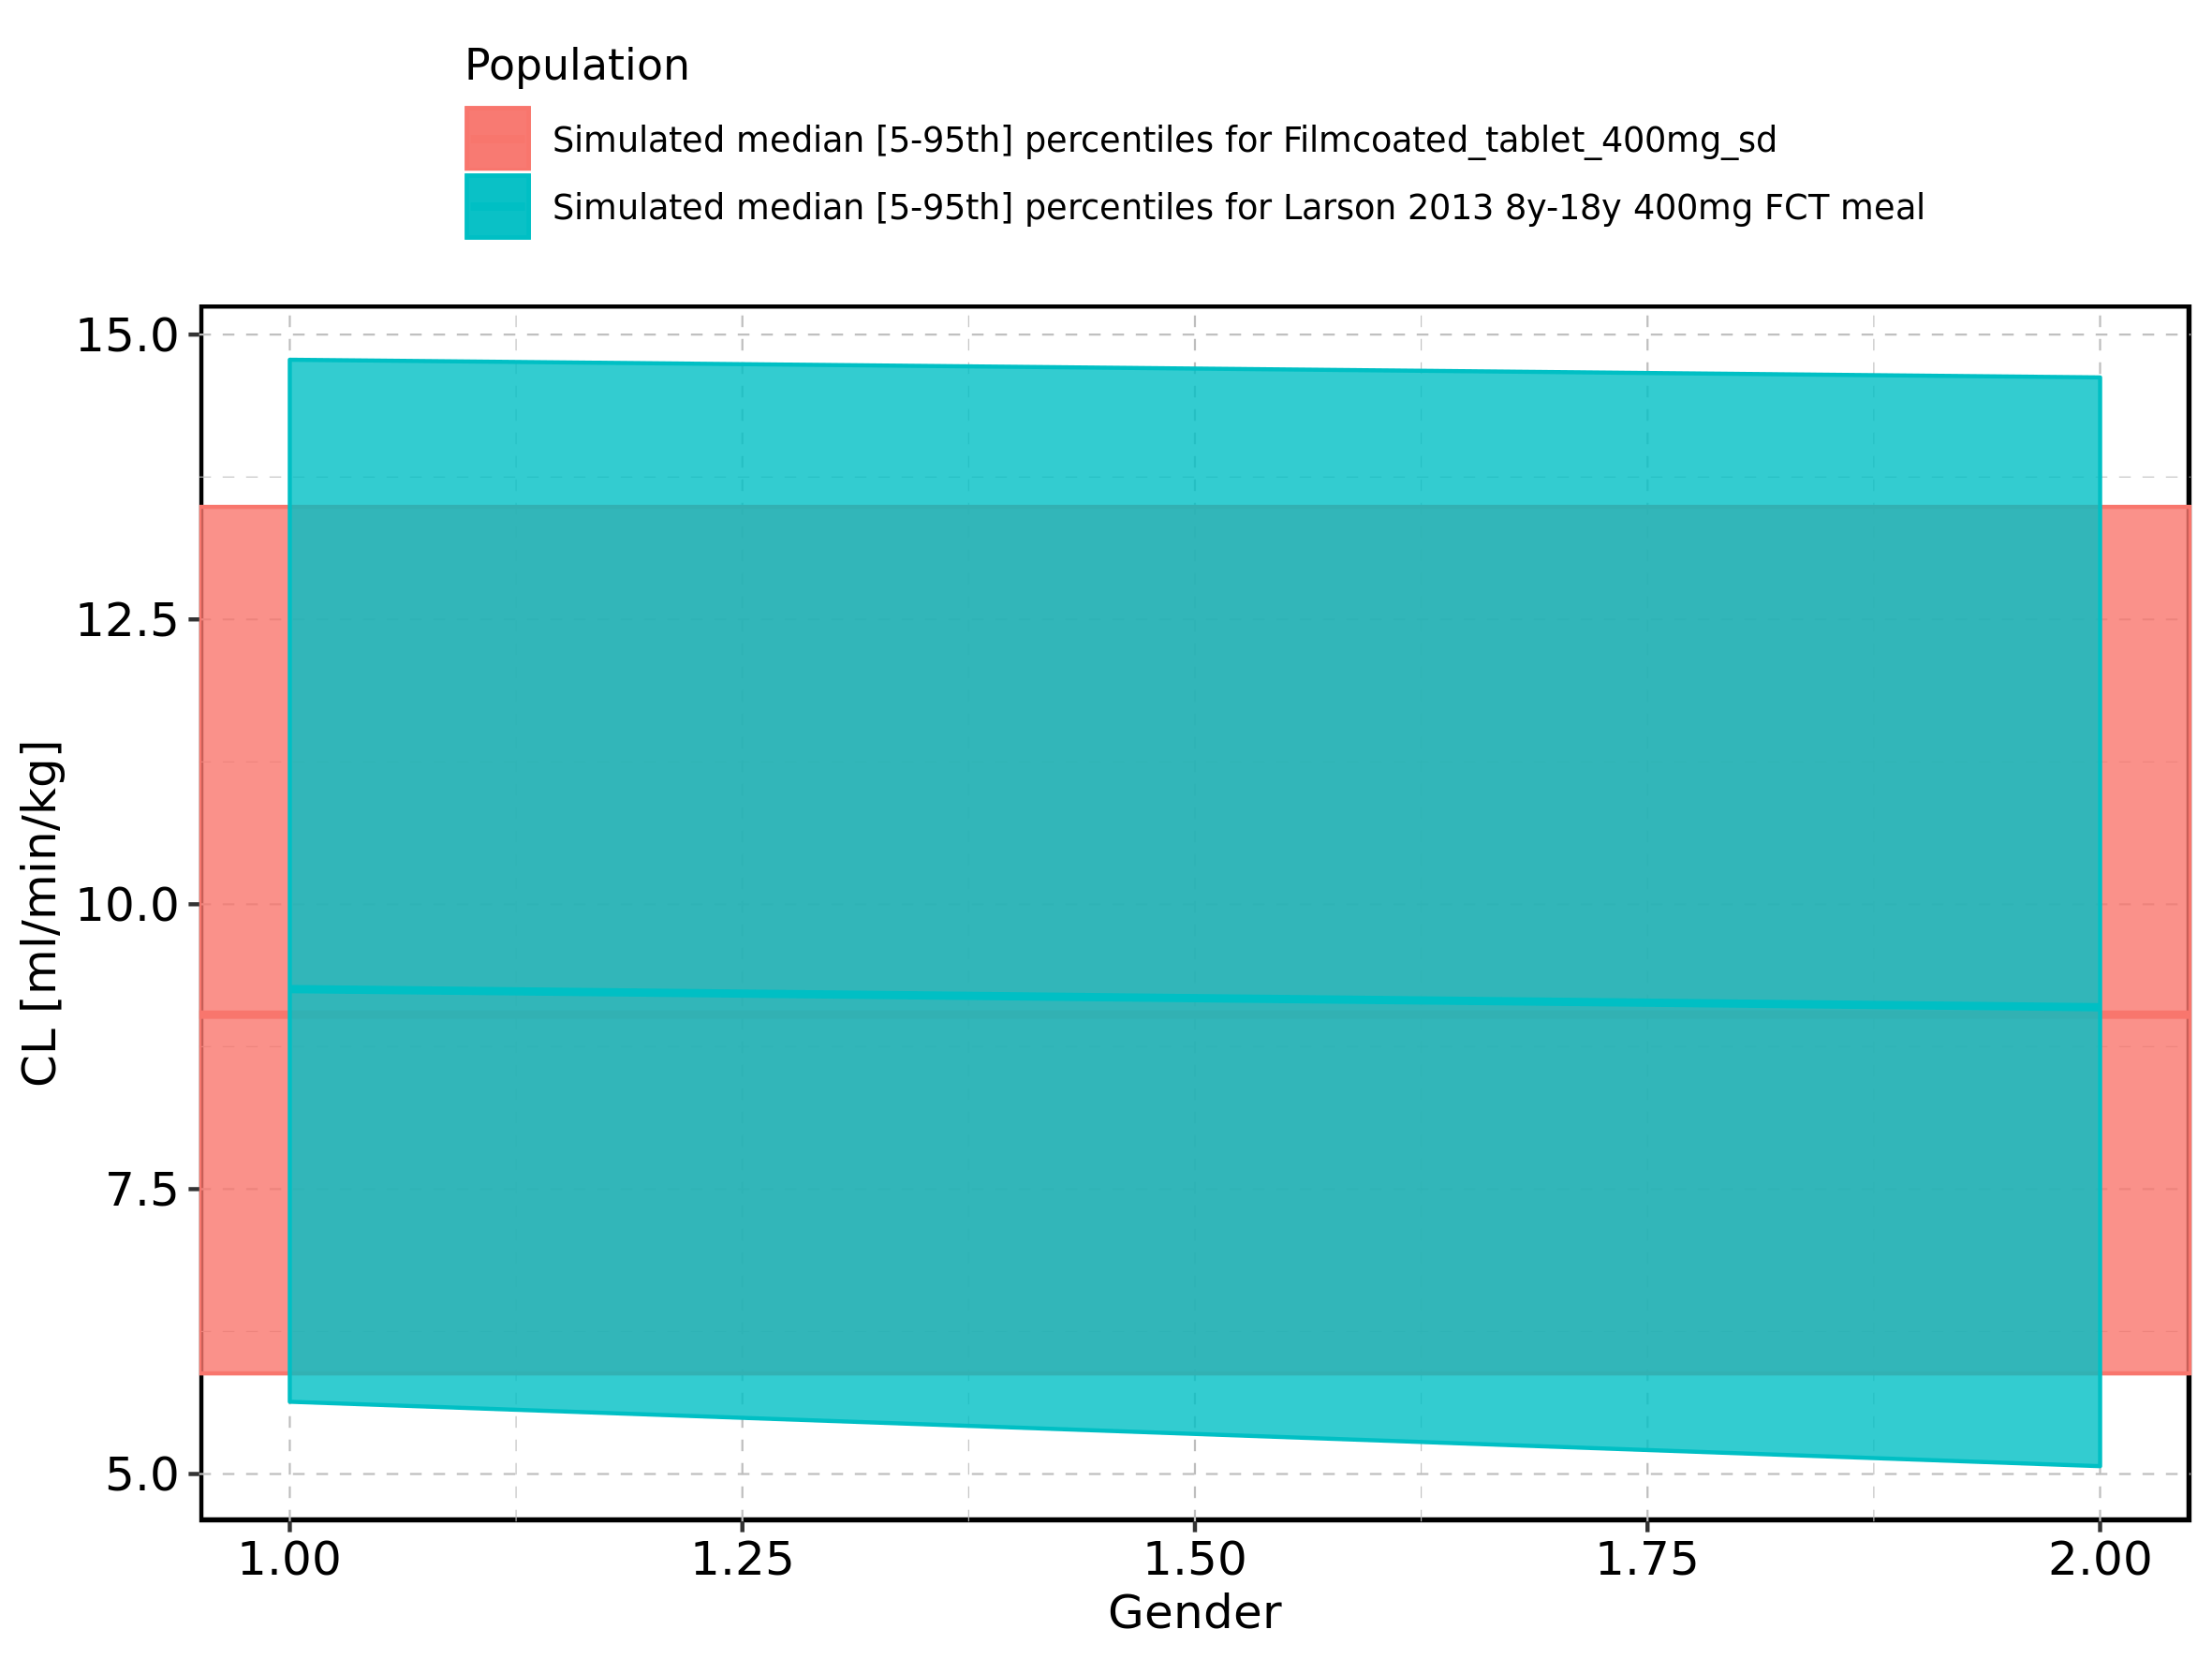 Population
Simulated median [5-95th] percentiles for Filmcoated_tablet_400mg_sd
Simulated median [5-95th] percentiles for Larson 2013 8y-18y 400mg FCT meal
15.0
12.5
10.0
7.5
5.0
CL [ml/min/kg]
1.00 1.25 1.50 1.75 2.00
Gender